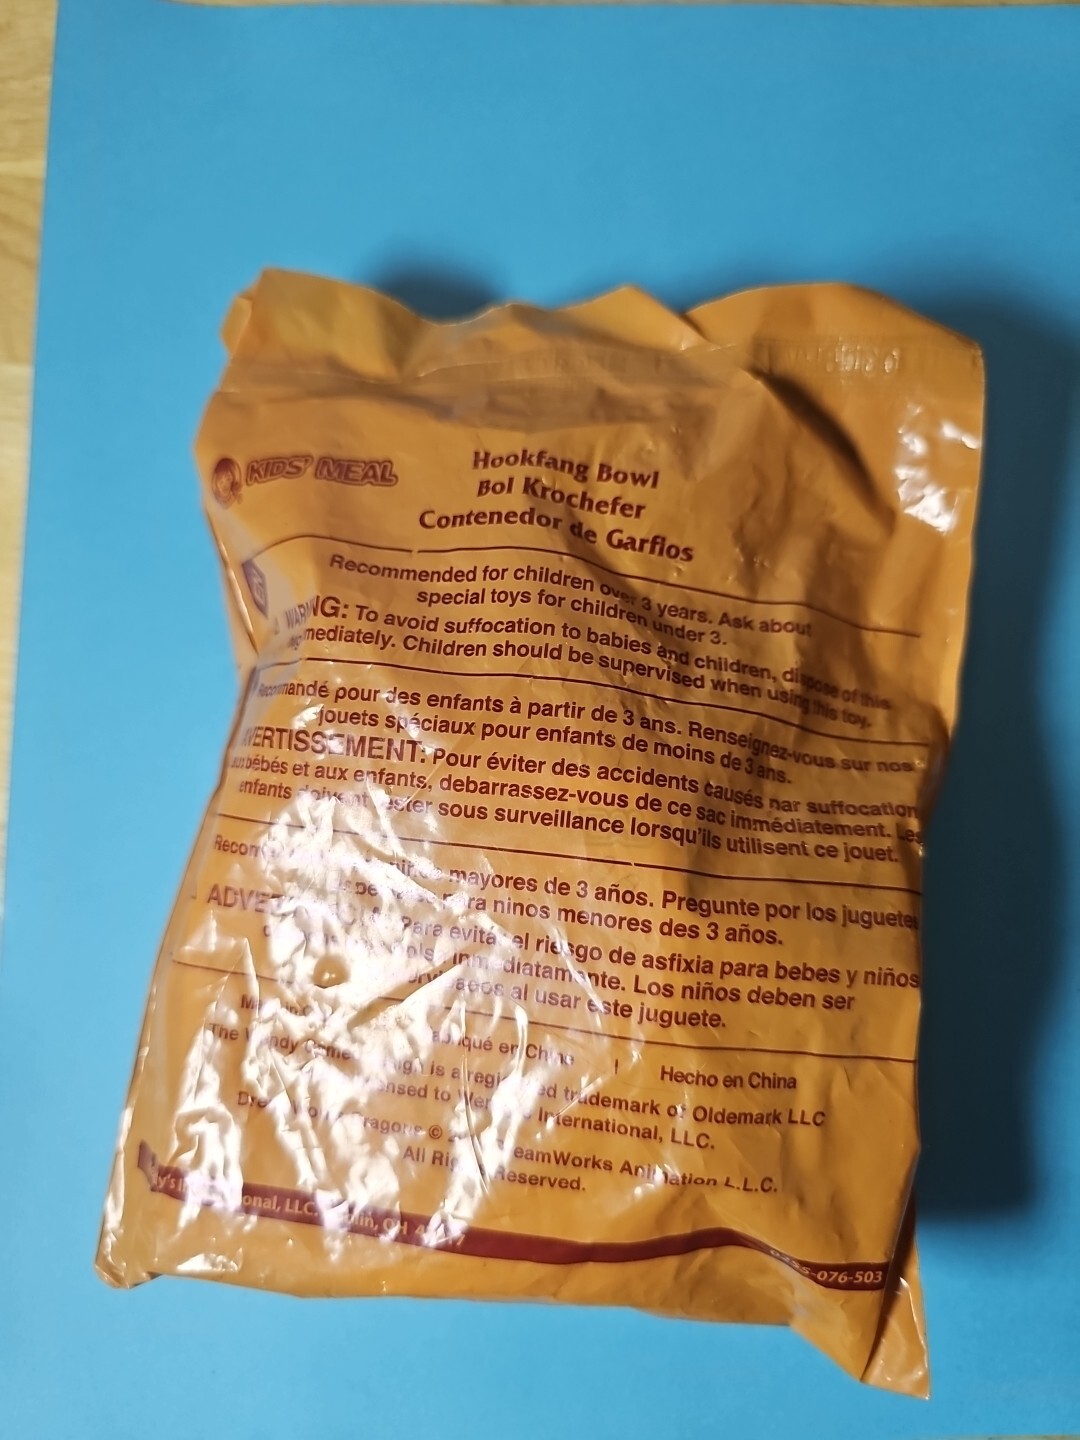 KIDS' MEAL
Hookfang Bowl
Bol Krochefer
Contenedor de Garfios
Recommended for children over 3 years. Ask about
special toys for children under 3.
WARNING: To avoid suffocation to babies and children, dispose of this
immediately. Children should be supervised when using this toy.
Recommandé pour des enfants à partir de 3 ans. Renseignez-vous sur nos
jouets spéciaux pour enfants de moins de 3 ans.
AVERTISSEMENT: Pour éviter des accidents causés par suffocation
aux bébés et aux enfants, debarrassez-vous de ce sac immédiatement. Les
enfants doivent rester sous surveillance lorsqu'ils utilisent ce jouet.
mayores de 3 años. Pregunte por los juguetes
para ninos menores des 3 años.
Para evitá el riesgo de asfixia para bebes y niños
inmediatamente. Los niños deben ser
al usar este juguete.
en Chine | Hecho en China
The is a registered trademark of Oldemark LLC
to International, LLC.
© DreamWorks Animation L.L.C.
All Rights Reserved.
LLC. OH
-076-503